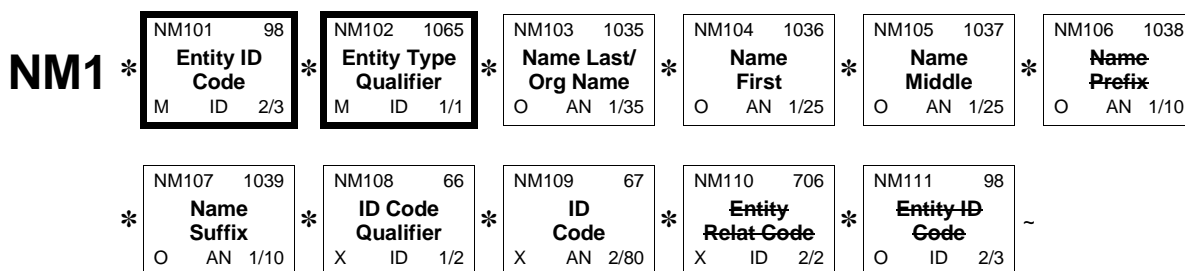 NM101 98 NM102 1065 NM103 1035 NM104 1036 NM105 1037 NM106 1038
NM1 * Entity ID Code * Entity Type Qualifier * Name Last/ Org Name * Name First * Name Middle * Name Prefix
M ID 2/3 M ID 1/1 O AN 1/35 O AN 1/25 O AN 1/25 O AN 1/10
NM107 1039 NM108 66 NM109 67 NM110 706 NM111 98
* Name Suffix * ID Code Qualifier * ID Code * Entity Relat Code * Entity ID Code ~
O AN 1/10 X ID 1/2 X AN 2/80 X ID 2/2 O ID 2/3